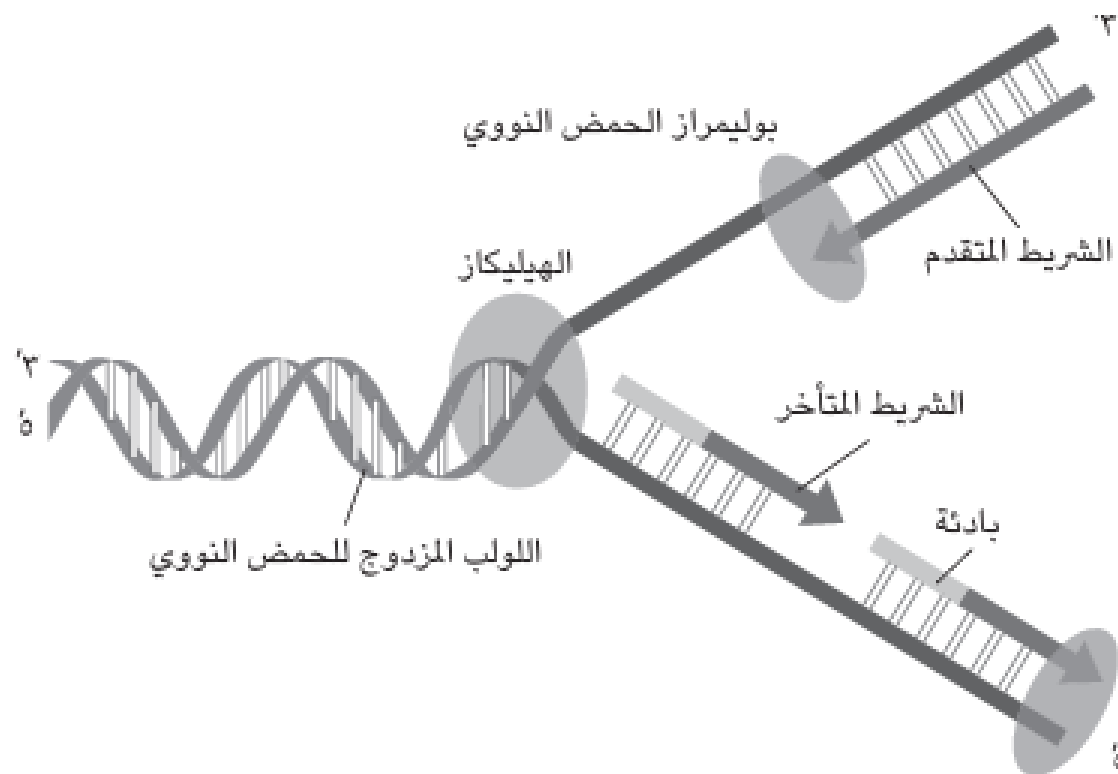 ٣'
بوليمراز الحمض النووي
الشريط المتقدم
الهيليكاز
٣'
٥'
الشريط المتأخر
بادئة
اللولب المزدوج للحمض النووي